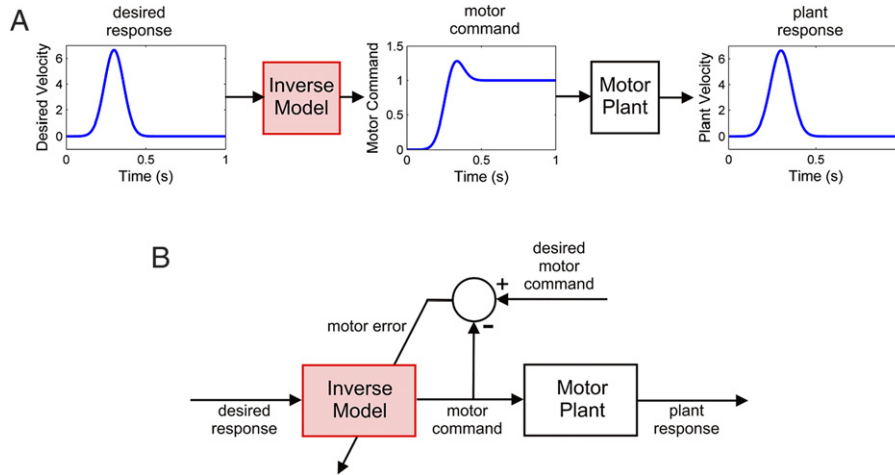 A
desired
response
motor
command
plant
response
Desired Velocity
6
4
2
0
0
0.5
1
Time (s)
Inverse
Model
Motor Command
1.5
1
0.5
0
0
0.5
1
Time (s)
Motor
Plant
Plant Velocity
6
4
2
0
0
0.5
Time (s)
B
desired
motor
command
+
-
motor error
Inverse
Model
Motor
Plant
desired
response
motor
command
plant
response